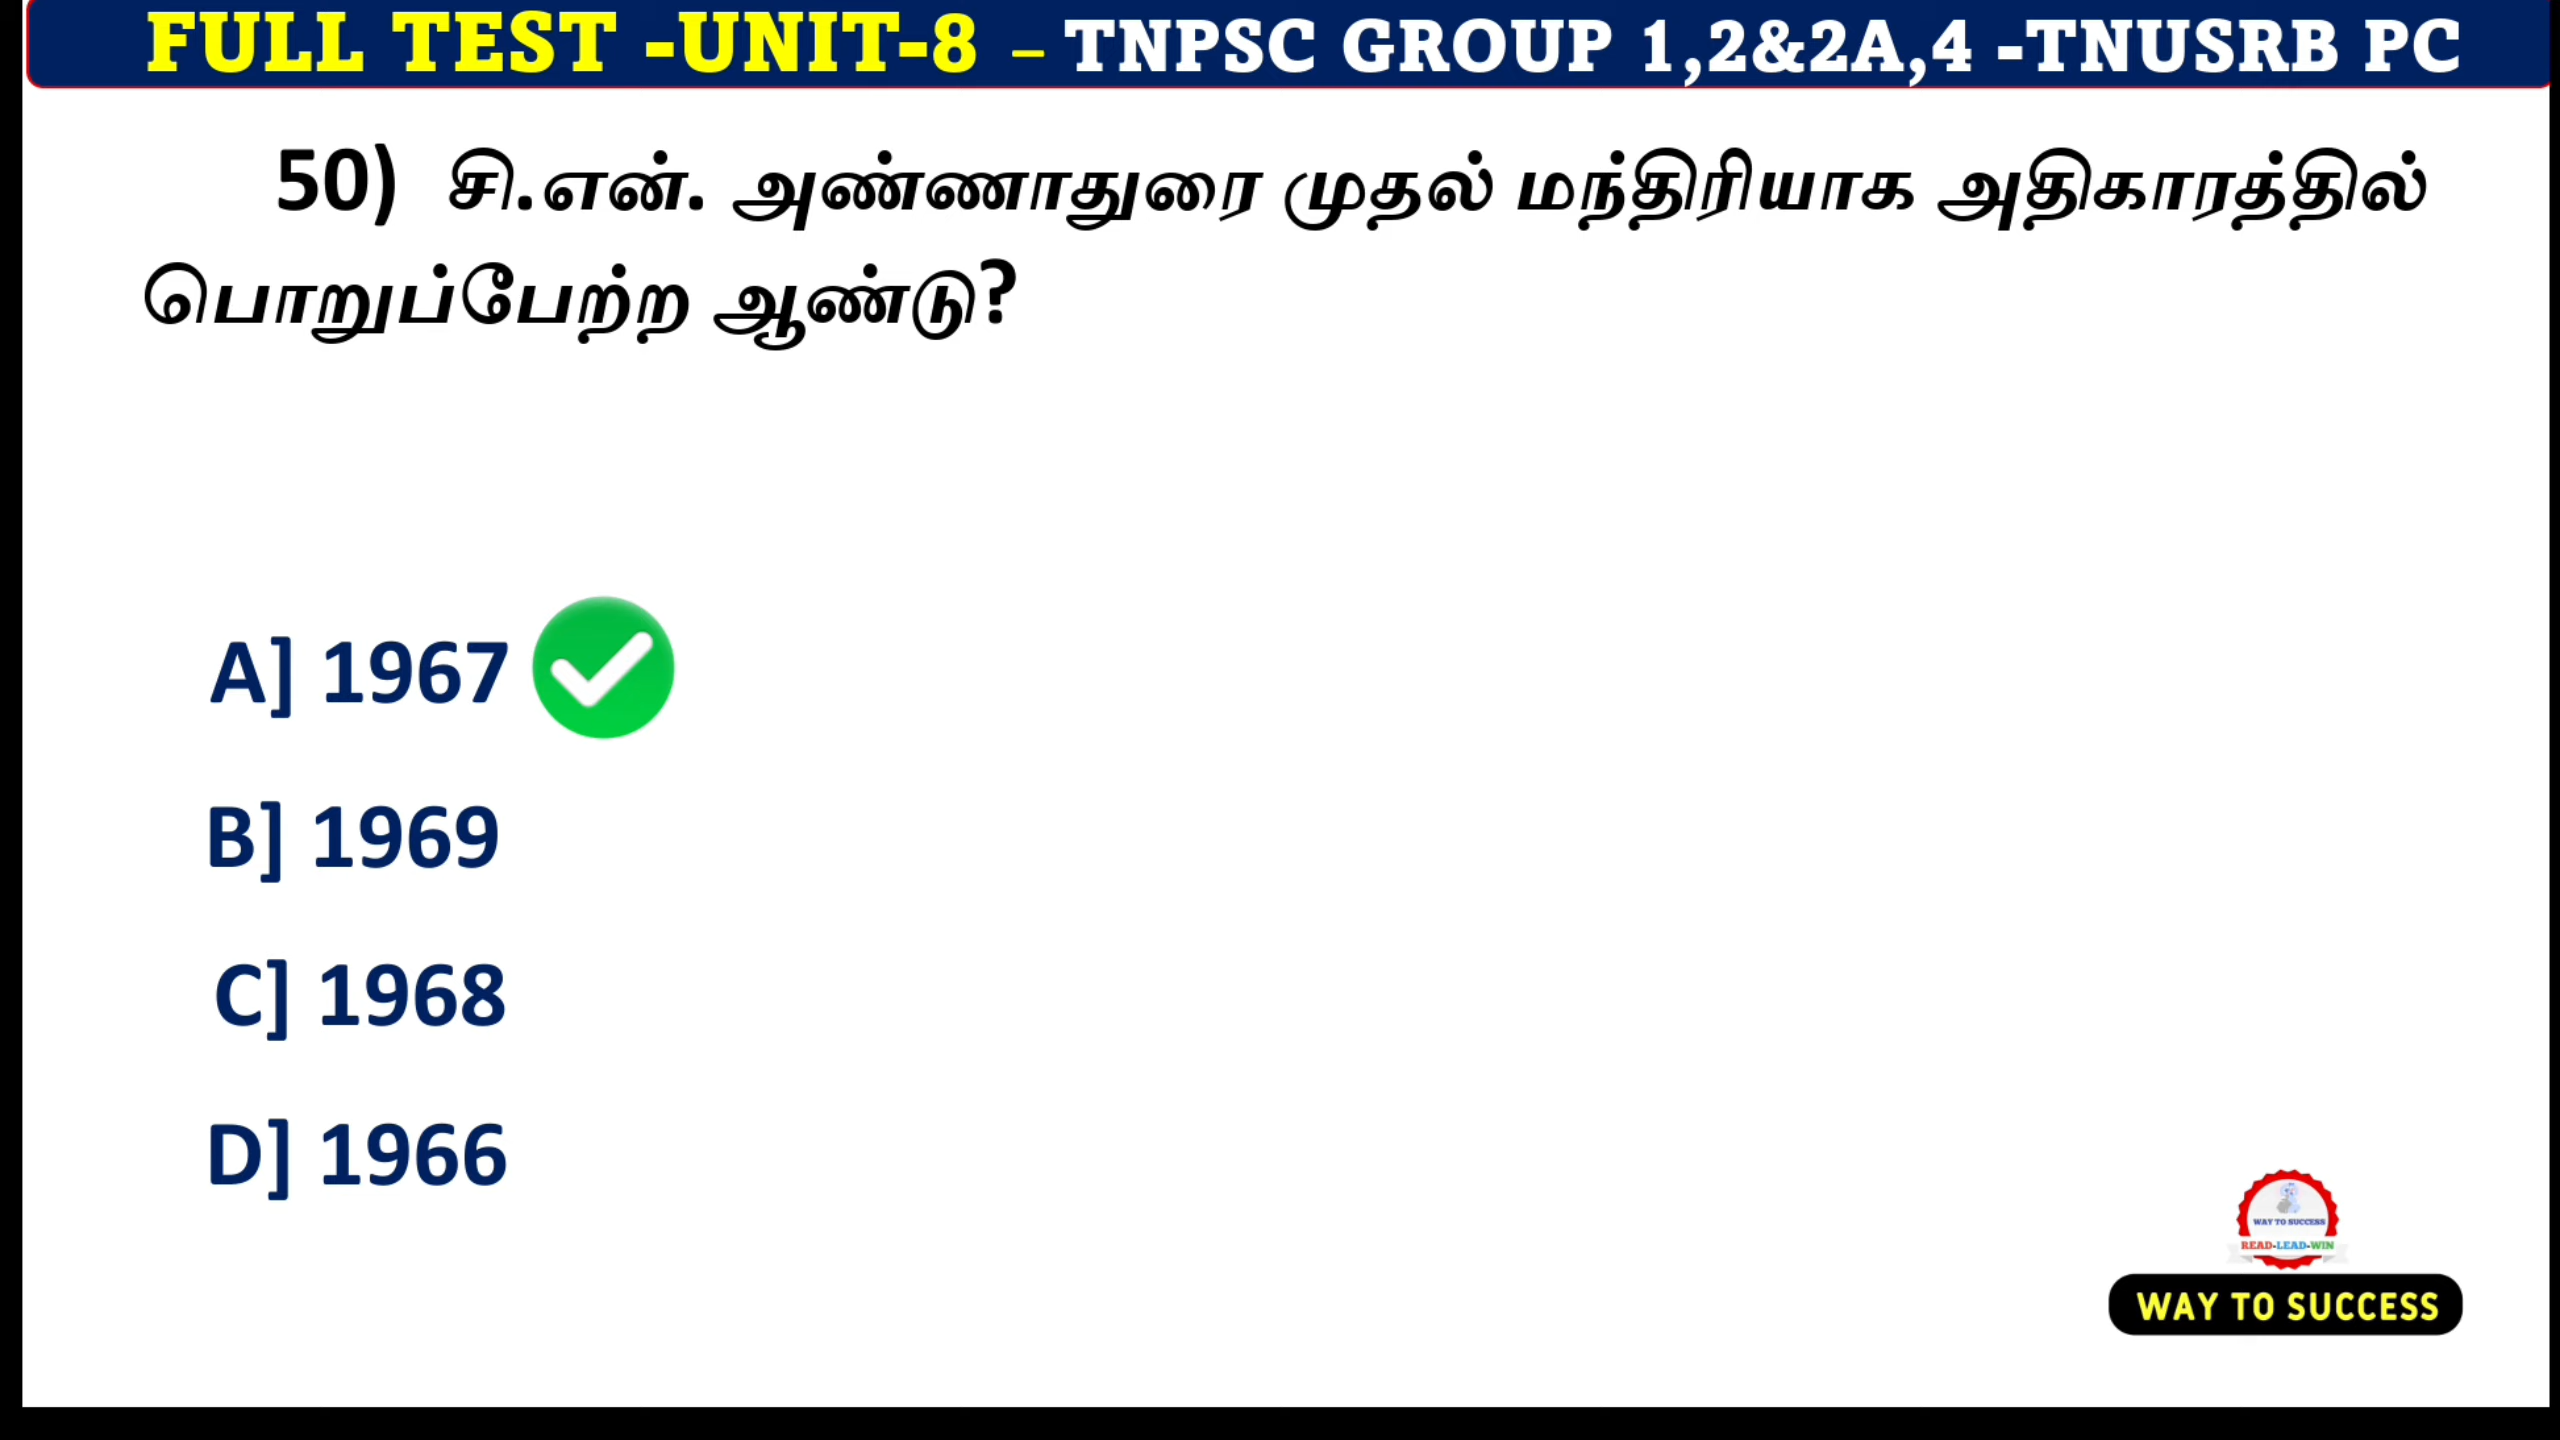 FULL TEST -UNIT-8 – TNPSC GROUP 1,2&2A,4 -TNUSRB PC
50) சி.என். அண்ணாதுரை முதல் மந்திரியாக அதிகாரத்தில்
பொறுப்பேற்ற ஆண்டு?
A] 1967
B] 1969
C] 1968
D] 1966
WAY TO SUCCESS
READ-LEAD-WIN
WAY TO SUCCESS